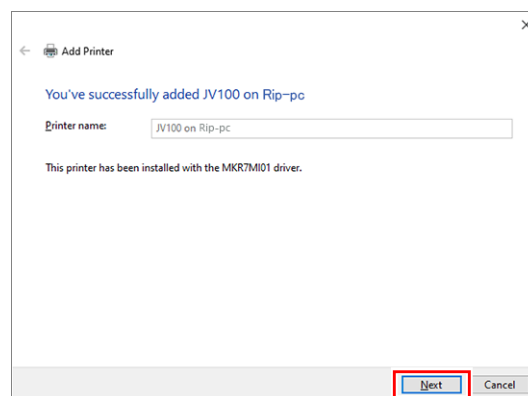 Add Printer
You've successfully added JV100 on Rip-pc
Printer name:
JV100 on Rip-pc
This printer has been installed with the MKR7MI01 driver.
Next
Cancel